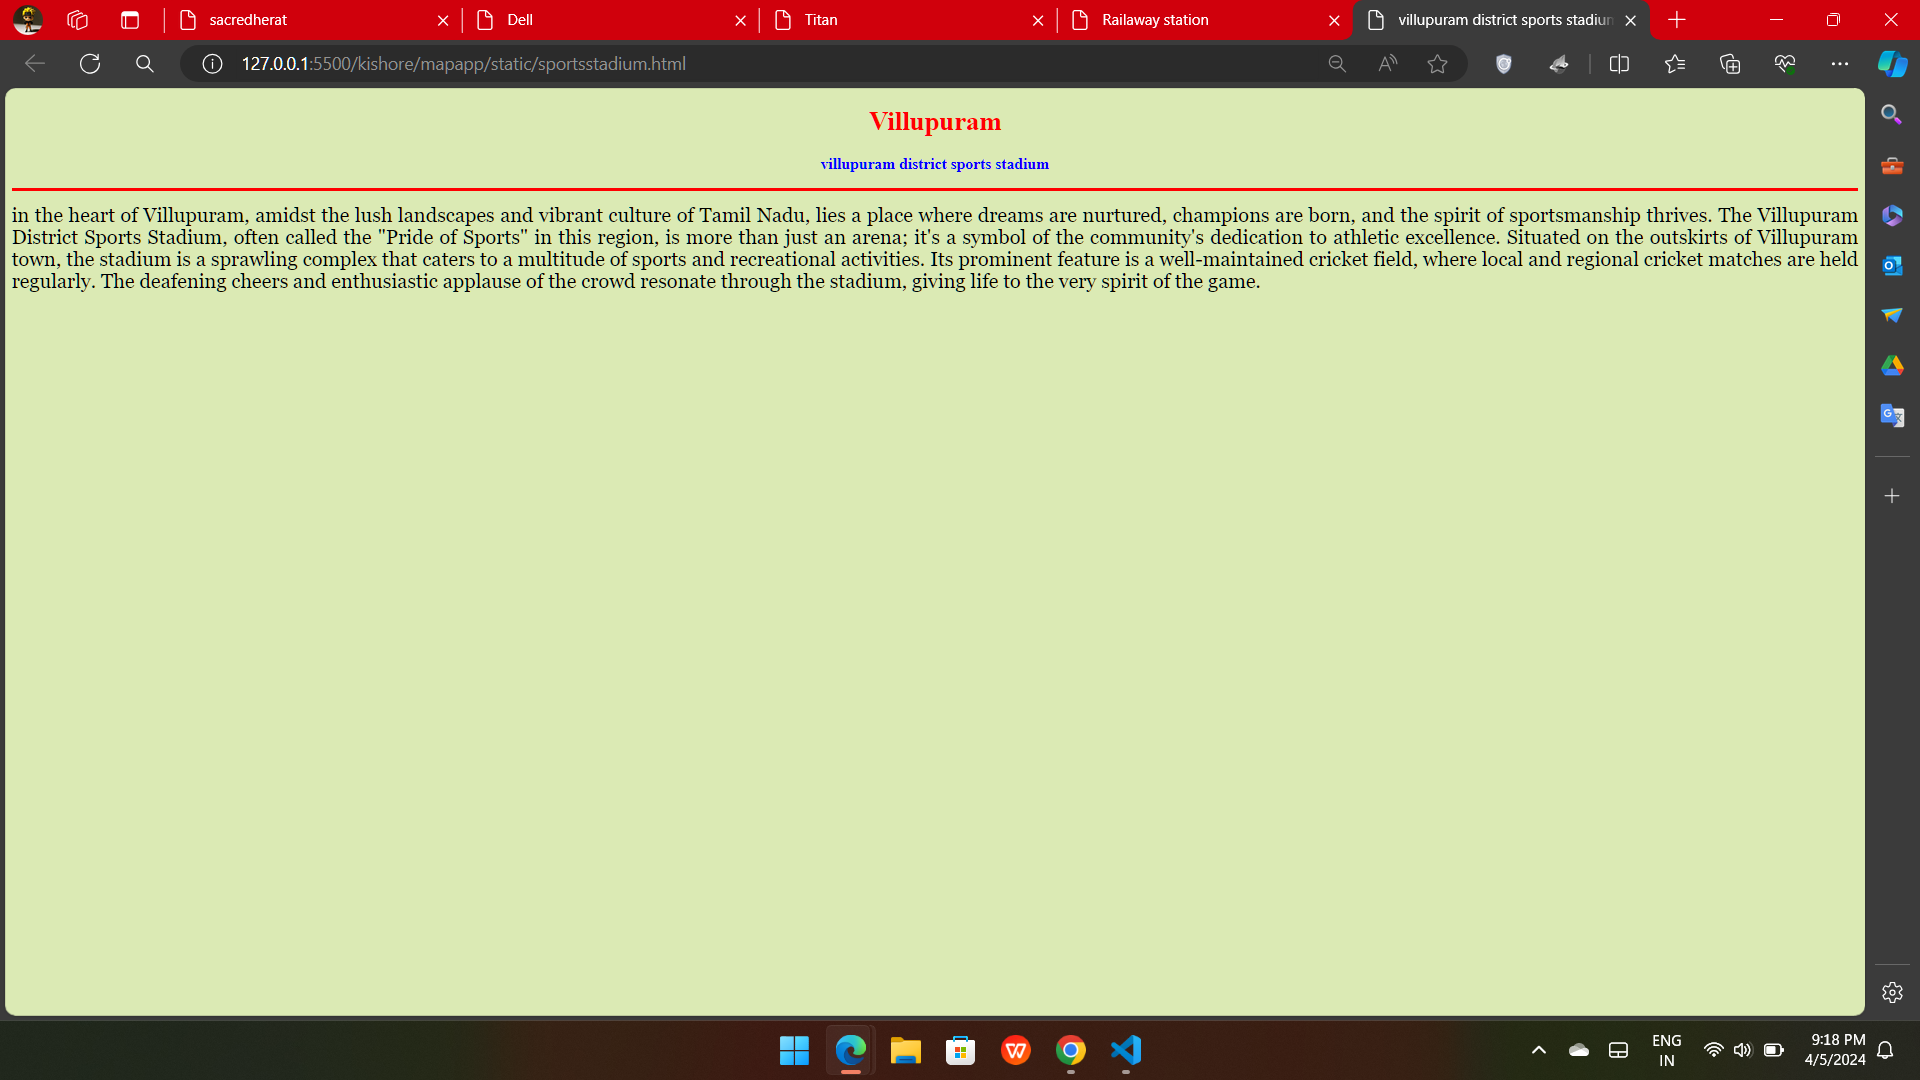 sacredherat
Dell
Titan
Railaway station
villupuram district sports stadiun
127.0.0.1:5500/kishore/mapapp/static/sportsstadium.html
Villupuram
villupuram district sports stadium
in the heart of Villupuram, amidst the lush landscapes and vibrant culture of Tamil Nadu, lies a place where dreams are nurtured, champions are born, and the spirit of sportsmanship thrives. The Villupuram
District Sports Stadium, often called the "Pride of Sports" in this region, is more than just an arena; it's a symbol of the community's dedication to athletic excellence. Situated on the outskirts of Villupuram
town, the stadium is a sprawling complex that caters to a multitude of sports and recreational activities. Its prominent feature is a well-maintained cricket field, where local and regional cricket matches are held
regularly. The deafening cheers and enthusiastic applause of the crowd resonate through the stadium, giving life to the very spirit of the game.
ENG
IN
9:18 PM
4/5/2024